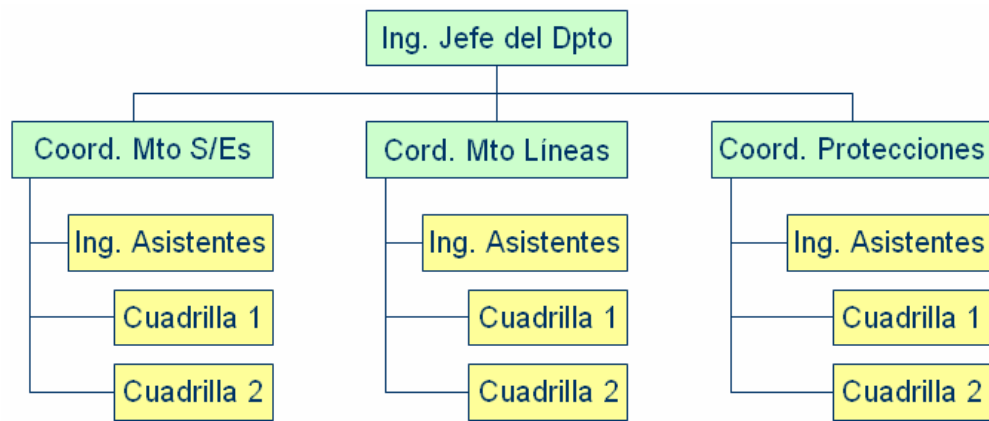 Ing. Jefe del Dpto
Coord. Mto S/Es
Cord. Mto Líneas
Coord. Protecciones
Ing. Asistentes
Ing. Asistentes
Ing. Asistentes
Cuadrilla 1
Cuadrilla 1
Cuadrilla 1
Cuadrilla 2
Cuadrilla 2
Cuadrilla 2